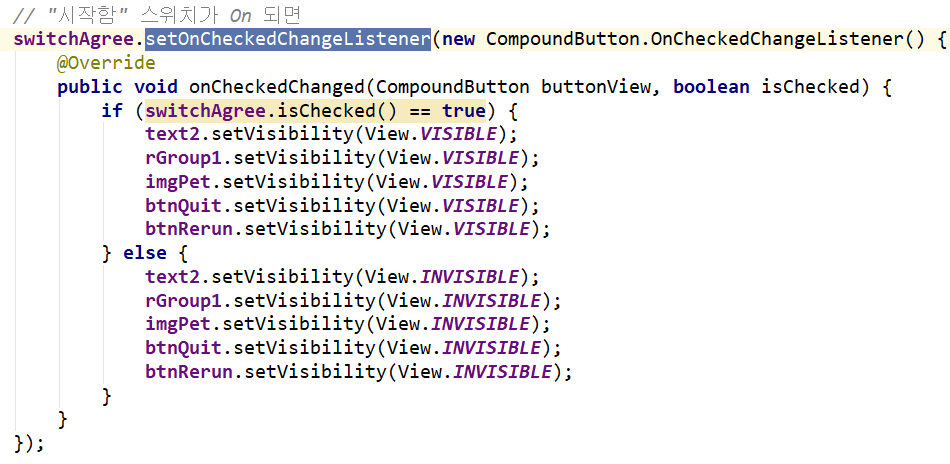 // "시작함" 스위치가 On 되면
switchAgree.setOnCheckedChangeListener(new CompoundButton.OnCheckedChangeListener() {
    @Override
    public void onCheckedChanged(CompoundButton buttonView, boolean isChecked) {
        if (switchAgree.isChecked() == true) {
            text2.setVisibility(View.VISIBLE);
            rGroup1.setVisibility(View.VISIBLE);
            imgPet.setVisibility(View.VISIBLE);
            btnQuit.setVisibility(View.VISIBLE);
            btnRerun.setVisibility(View.VISIBLE);
        } else {
            text2.setVisibility(View.INVISIBLE);
            rGroup1.setVisibility(View.INVISIBLE);
            imgPet.setVisibility(View.INVISIBLE);
            btnQuit.setVisibility(View.INVISIBLE);
            btnRerun.setVisibility(View.INVISIBLE);
        }
    }
});